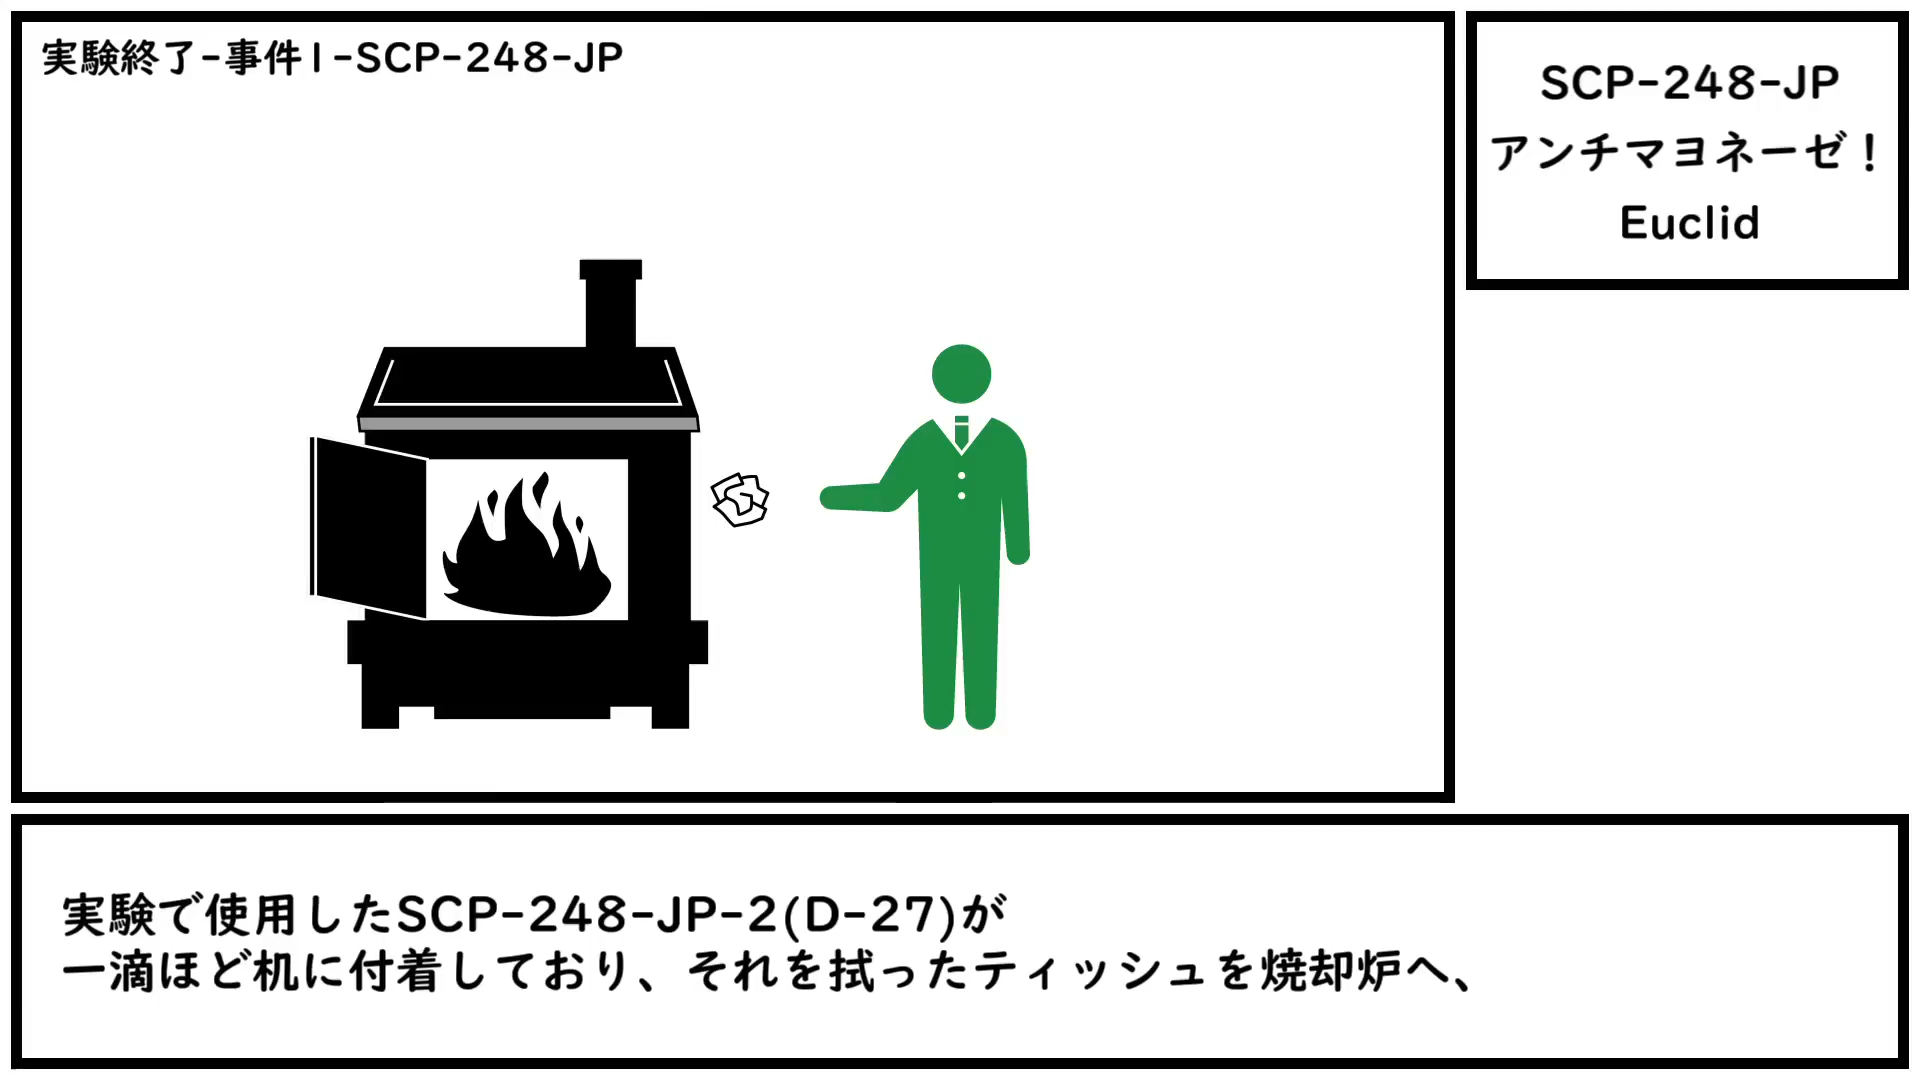 実験終了-事件1-SCP-248-JP
SCP-248-JP
アンチマヨネーゼ！
Euclid
実験で使用したSCP-248-JP-2(D-27)が
一滴ほど机に付着しており、それを拭ったティッシュを焼却炉へ、